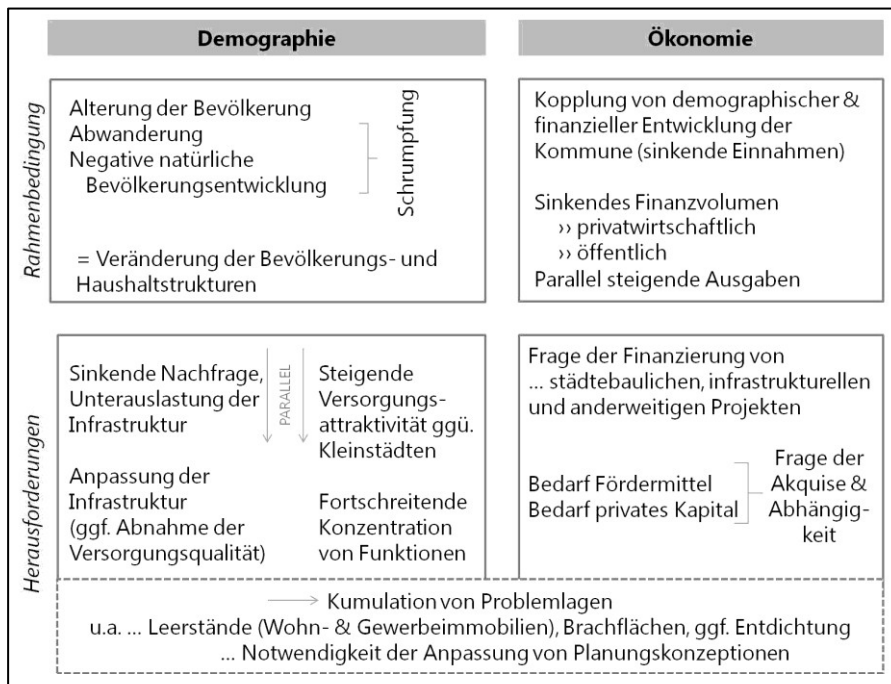 Demographie
Ökonomie
Rahmenbedingung
Alterung der Bevölkerung
Abwanderung
Negative natürliche
Bevölkerungsentwicklung
Schrumpfung
= Veränderung der Bevölkerungs- und
Haushaltstrukturen
Kopplung von demographischer &
finanzieller Entwicklung der
Kommune (sinkende Einnahmen)
Sinkendes Finanzvolumen
›› privatwirtschaftlich
›› öffentlich
Parallel steigende Ausgaben
Herausforderungen
Sinkende Nachfrage,
Unterauslastung der
Infrastruktur
Anpassung der
Infrastruktur
(ggf. Abnahme der
Versorgungsqualität)
PARALLEL
Steigende
Versorgungs-
attraktivität ggü.
Kleinstädten
Fortschreitende
Konzentration
von Funktionen
Frage der Finanzierung von
... städtebaulichen, infrastrukturellen
und anderweitigen Projekten
Bedarf Fördermittel
Bedarf privates Kapital
Frage der
Akquise &
Abhängig-
keit
Kumulation von Problemlagen
u.a. ... Leerstände (Wohn- & Gewerbeimmobilien), Brachflächen, ggf. Entdichtung
... Notwendigkeit der Anpassung von Planungskonzeptionen